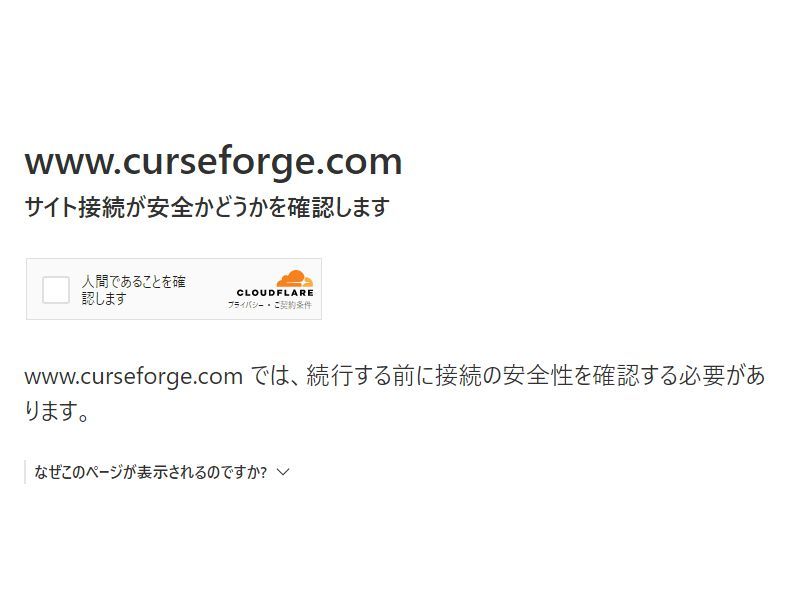 www.curseforge.com
サイト接続が安全かどうかを確認します
人間であることを確
認します
CLOUDFLARE
プライバシー • ご契約条件
www.curseforge.com では、続行する前に接続の安全性を確認する必要があ
ります。
なぜこのページが表示されるのですか?